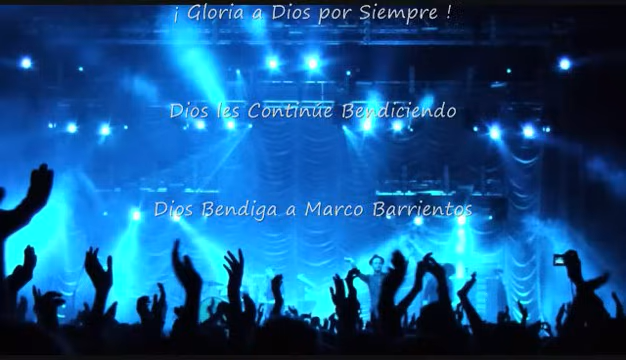 ¡ Gloria a Dios por Siempre !
Dios les Continúe Bendiciendo
Dios Bendiga a Marco Barrientos